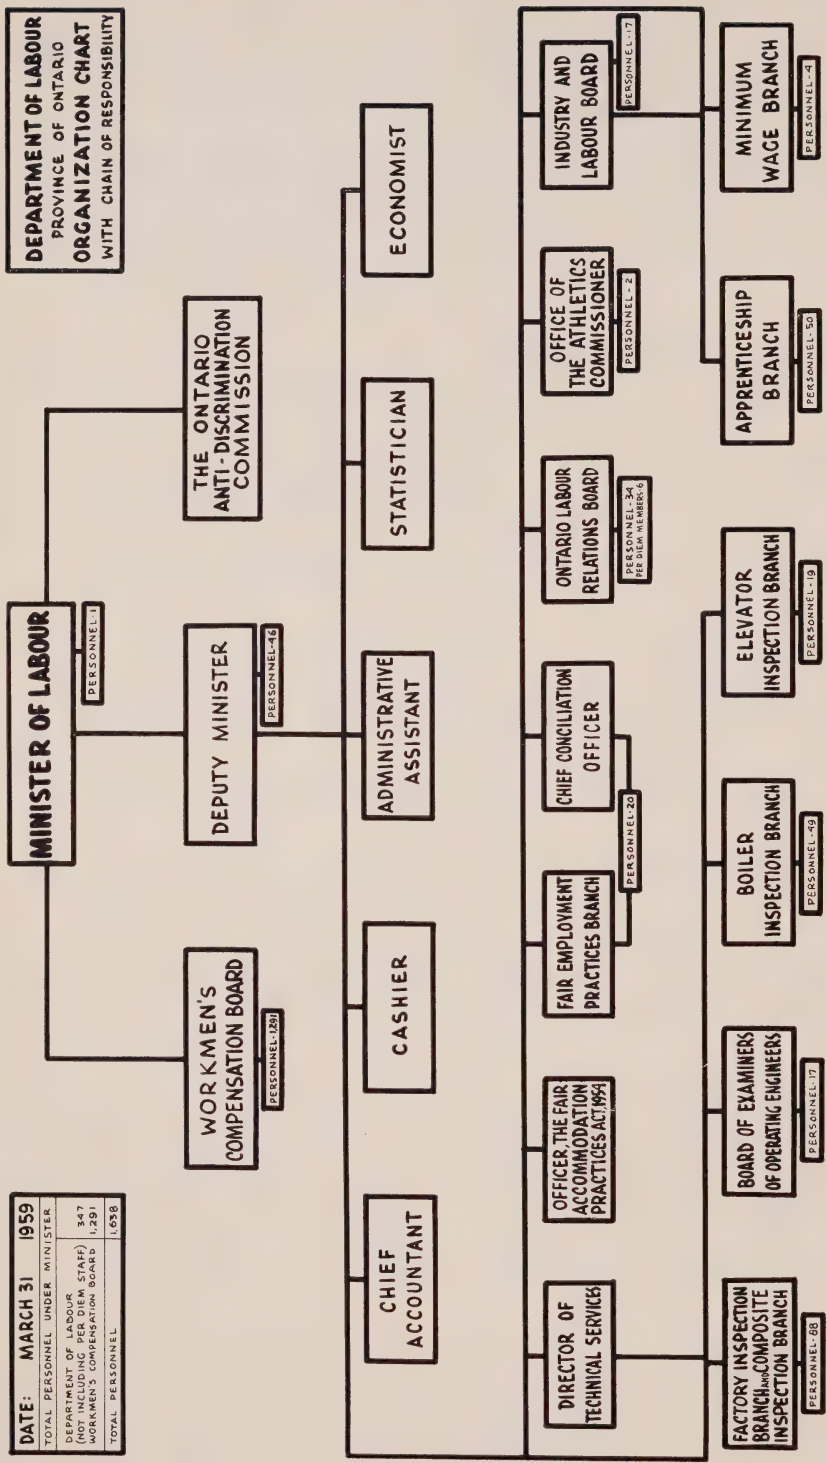 DATE: MARCH 31 1959
TOTAL PERSONNEL UNDER MINISTER
DEPARTMENT OF LABOUR 347
(NOT INCLUDING PER DIEM STAFF)
WORKMEN'S COMPENSATION BOARD 1,291
TOTAL PERSONNEL 1,638
DEPARTMENT OF LABOUR
PROVINCE OF ONTARIO
ORGANIZATION CHART
WITH CHAIN OF RESPONSIBILITY
MINISTER OF LABOUR
PERSONNEL-1
WORKMEN'S
COMPENSATION BOARD
PERSONNEL-1,291
DEPUTY MINISTER
PERSONNEL-46
THE ONTARIO
ANTI-DISCRIMINATION
COMMISSION
CHIEF
ACCOUNTANT
CASHIER
ADMINISTRATIVE
ASSISTANT
STATISTICIAN
ECONOMIST
DIRECTOR OF
TECHNICAL SERVICES
OFFICER, THE FAIR
ACCOMMODATION
PRACTICES ACT, 1954
FAIR EMPLOYMENT
PRACTICES BRANCH
CHIEF CONCILIATION
OFFICER
PERSONNEL-20
ONTARIO LABOUR
RELATIONS BOARD
PERSONNEL-34
PER DIEM MEMBERS-6
OFFICE OF
THE ATHLETICS
COMMISSIONER
PERSONNEL-2
INDUSTRY AND
LABOUR BOARD
PERSONNEL-17
FACTORY INSPECTION
BRANCH AND COMPOSITE
INSPECTION BRANCH
PERSONNEL-88
BOARD OF EXAMINERS
OF OPERATING ENGINEERS
PERSONNEL-17
BOILER
INSPECTION BRANCH
PERSONNEL-49
ELEVATOR
INSPECTION BRANCH
PERSONNEL-19
APPRENTICESHIP
BRANCH
PERSONNEL-50
MINIMUM
WAGE BRANCH
PERSONNEL-4